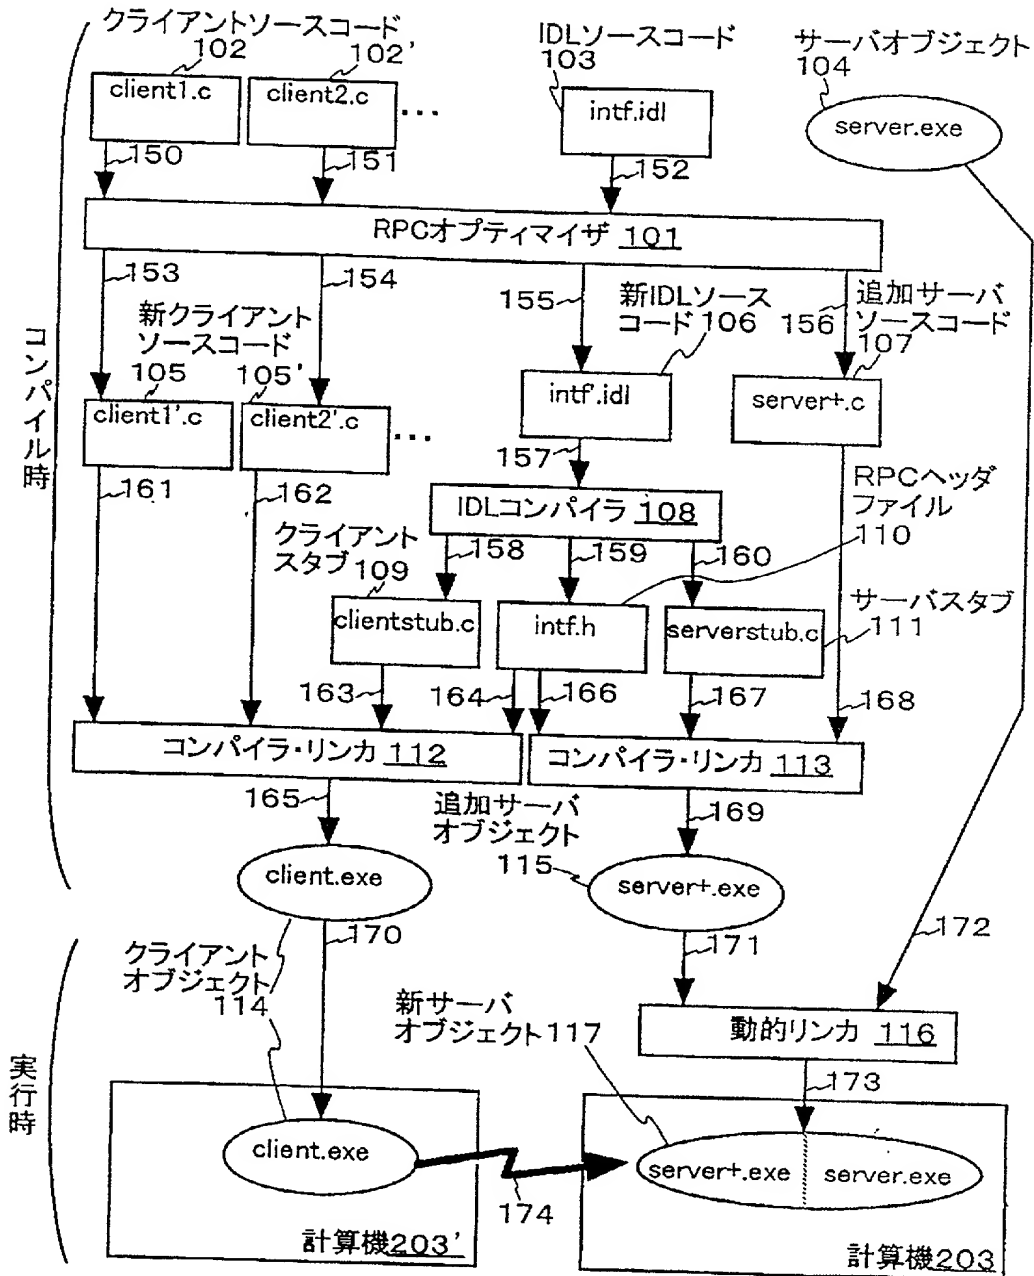 クライアントソースコード
102
102'
client1.c
client2.c
...
150
151
IDLソースコード
103
intf.idl
152
サーバオブジェクト
104
server.exe
RPCオプティマイザ 101
153
154
155
156
新クライアント
ソースコード
105
105'
client1'.c
client2'.c
...
新IDLソース
コード106
intf'.idl
追加サーバ
ソースコード
107
server+.c
157
161
162
IDLコンパイラ 108
158
159
160
RPCヘッダ
ファイル
110
クライアント
スタブ
109
clientstub.c
intf.h
serverstub.c
サーバスタブ
111
163
164
166
167
168
コンパイラ・リンカ 112
コンパイラ・リンカ 113
165
169
追加サーバ
オブジェクト
115
client.exe
server+.exe
コンパイル時
170
171
172
クライアント
オブジェクト
114
新サーバ
オブジェクト117
動的リンカ 116
173
実行時
client.exe
174
server+.exe
server.exe
計算機203'
計算機203